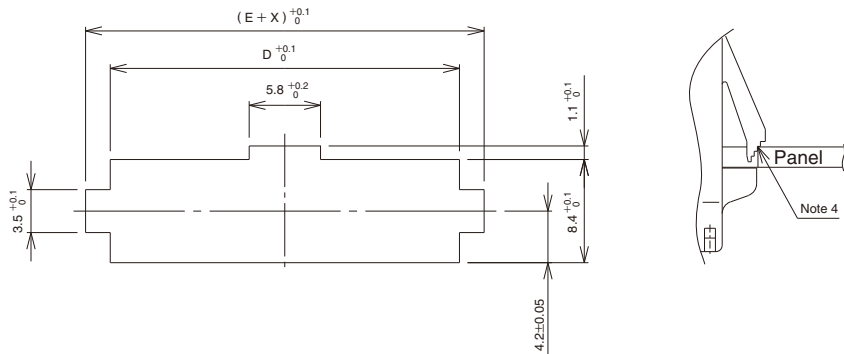 ( E + X ) +0.1 0
D +0.1 0
5.8 +0.2 0
1.1 +0.1 0
3.5 +0.1 0
8.4 +0.1 0
4.2±0.05
Panel
Note 4